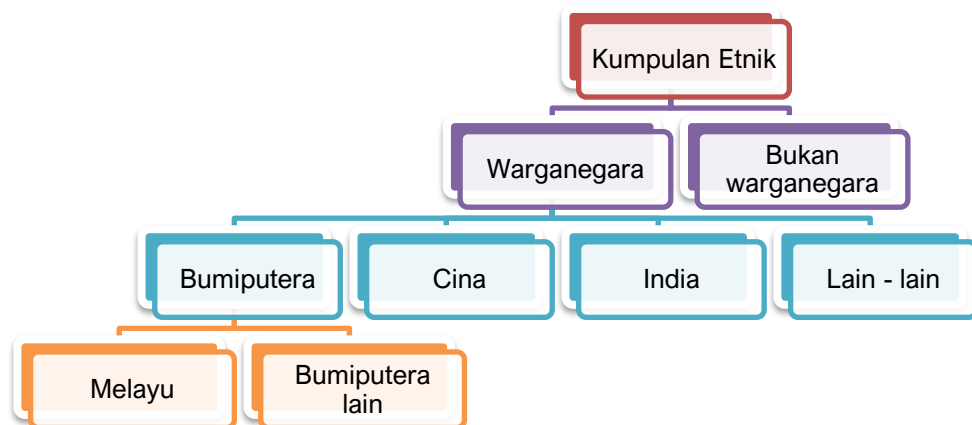 Kumpulan Etnik
Warganegara
Bukan
warganegara
Bumiputera
Cina
India
Lain - lain
Melayu
Bumiputera
lain